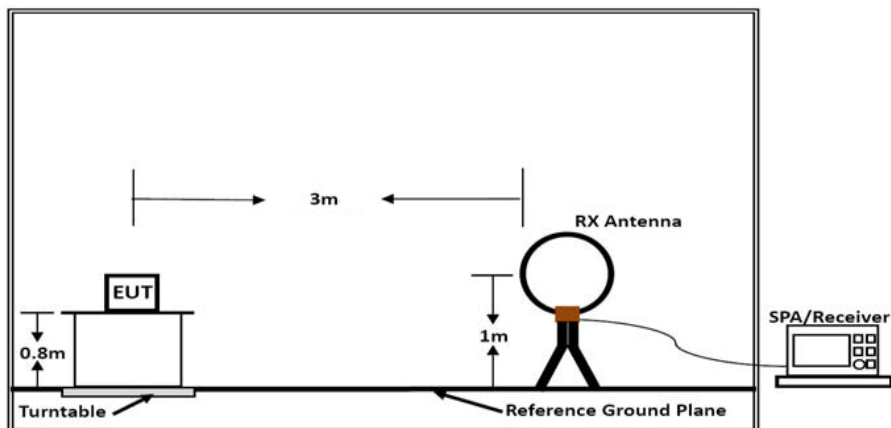 3m
RX Antenna
EUT
SPA/Receiver
1m
0.8m
Turntable
Reference Ground Plane